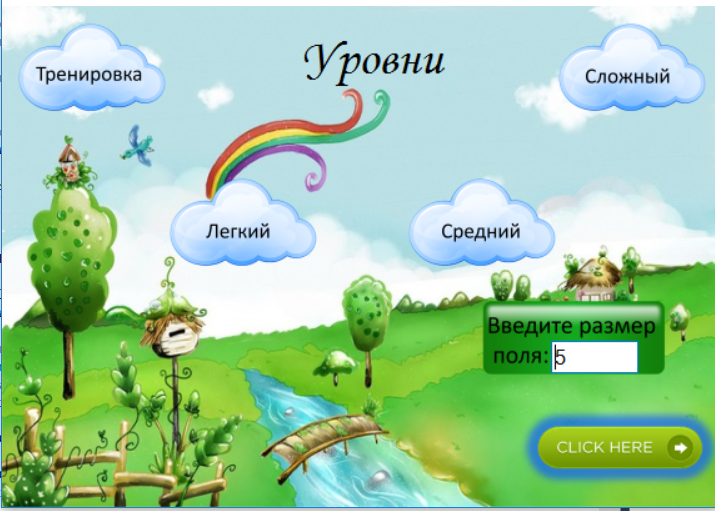 Уровни
Тренировка
Сложный
Легкий
Средний
Введите размер
поля: 5
CLICK HERE